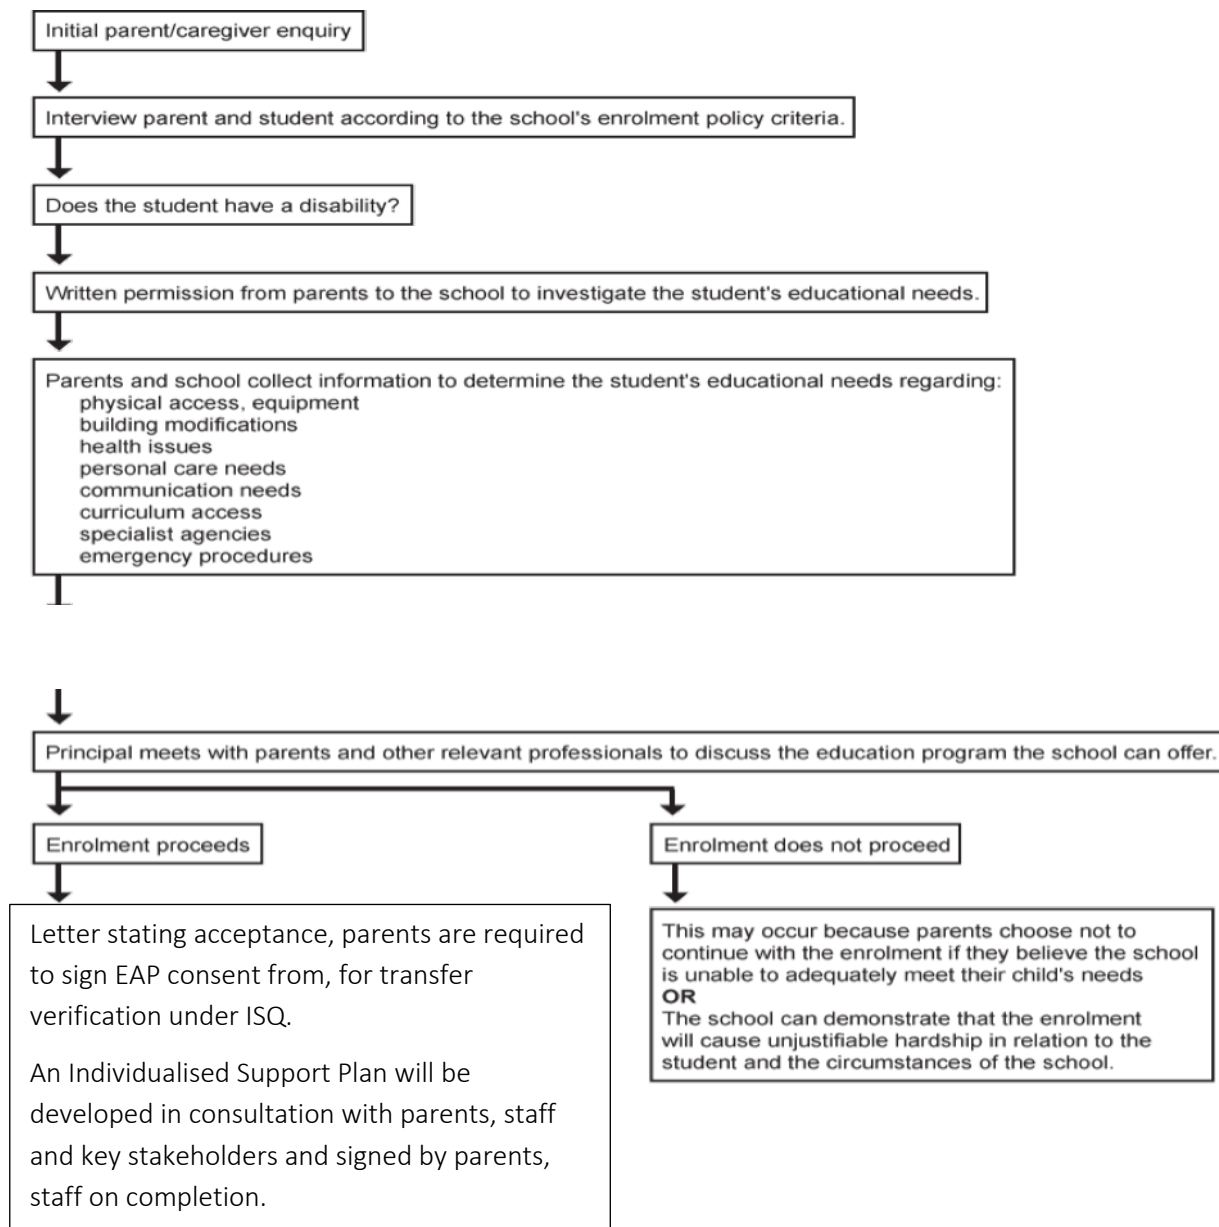 Initial parent/caregiver enquiry
Interview parent and student according to the school's enrolment policy criteria.
Does the student have a disability?
Written permission from parents to the school to investigate the student's educational needs.
Parents and school collect information to determine the student's educational needs regarding:
physical access, equipment
building modifications
health issues
personal care needs
communication needs
curriculum access
specialist agencies
emergency procedures
Principal meets with parents and other relevant professionals to discuss the education program the school can offer.
Enrolment proceeds
Letter stating acceptance, parents are required
to sign EAP consent from, for transfer
verification under ISQ.
An Individualised Support Plan will be
developed in consultation with parents, staff
and key stakeholders and signed by parents,
staff on completion.
Enrolment does not proceed
This may occur because parents choose not to
continue with the enrolment if they believe the school
is unable to adequately meet their child's needs
OR
The school can demonstrate that the enrolment
will cause unjustifiable hardship in relation to the
student and the circumstances of the school.